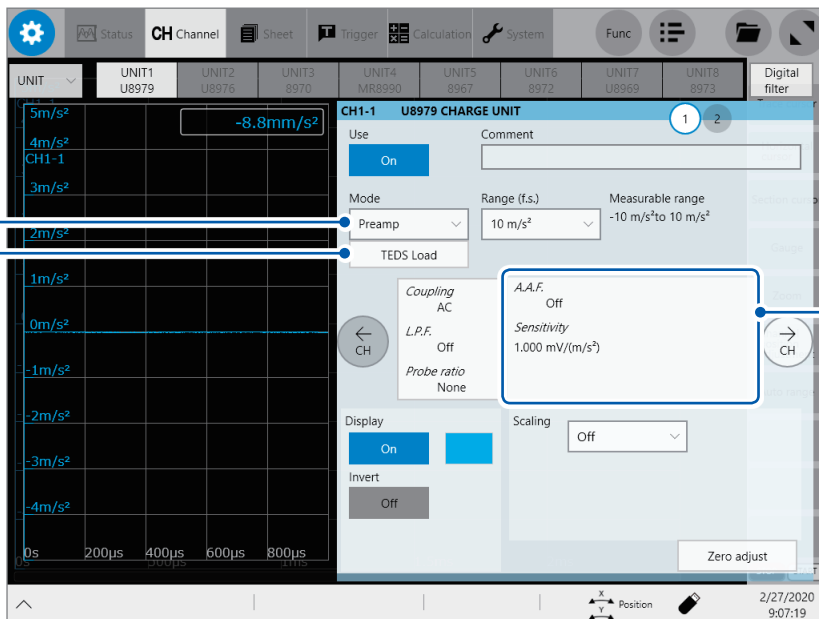 Status
CH Channel
Sheet
Trigger
Calculation
System
Func
UNIT
UNIT1 U8979
UNIT2 U8976
UNIT3 8970
UNIT4 MR8990
UNIT5 8967
UNIT6 8972
UNIT7 U8969
UNIT8 8973
Digital filter
5m/s²
-8.8mm/s²
4m/s²
CH1-1
3m/s²
2m/s²
1m/s²
0m/s²
-1m/s²
-2m/s²
-3m/s²
-4m/s²
0s 200µs 400µs 600µs 800µs
1ms
CH1-1 U8979 CHARGE UNIT
1 2
Use
On
Comment
Mode
Preamp
Range (f.s.)
10 m/s²
Measurable range
-10 m/s²to 10 m/s²
TEDS Load
Coupling
AC
L.P.F.
Off
Probe ratio
None
A.A.F.
Off
Sensitivity
1.000 mV/(m/s²)
← CH
→ CH
Display
On
Invert
Off
Scaling
Off
Zero adjust
X Y Position
2/27/2020
9:07:19